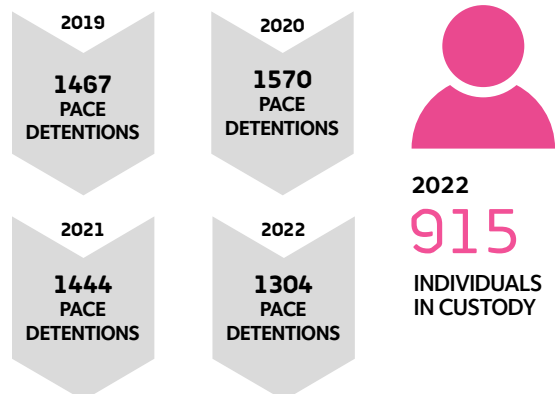 2019
1467
PACE
DETENTIONS
2020
1570
PACE
DETENTIONS
2021
1444
PACE
DETENTIONS
2022
1304
PACE
DETENTIONS
2022
915
INDIVIDUALS
IN CUSTODY